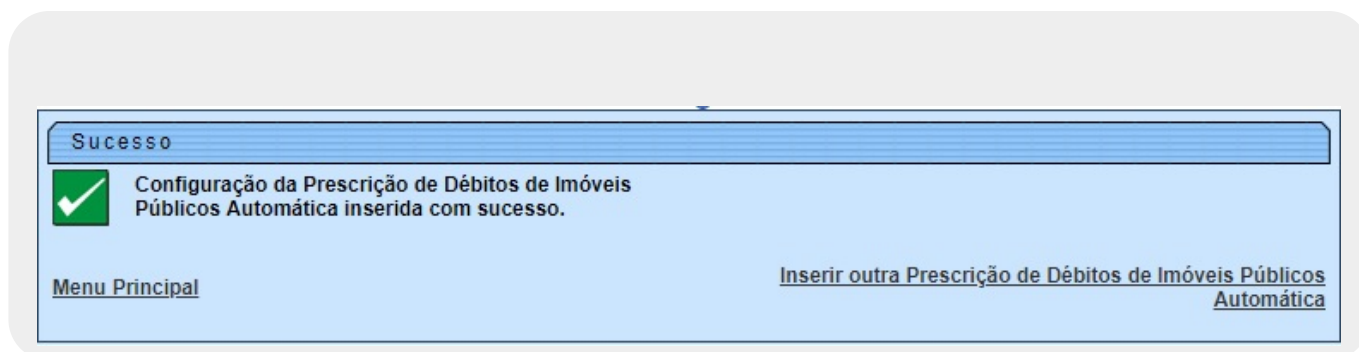 Sucesso
Configuração da Prescrição de Débitos de Imóveis
Públicos Automática inserida com sucesso.
Menu Principal
Inserir outra Prescrição de Débitos de Imóveis Públicos
Automática